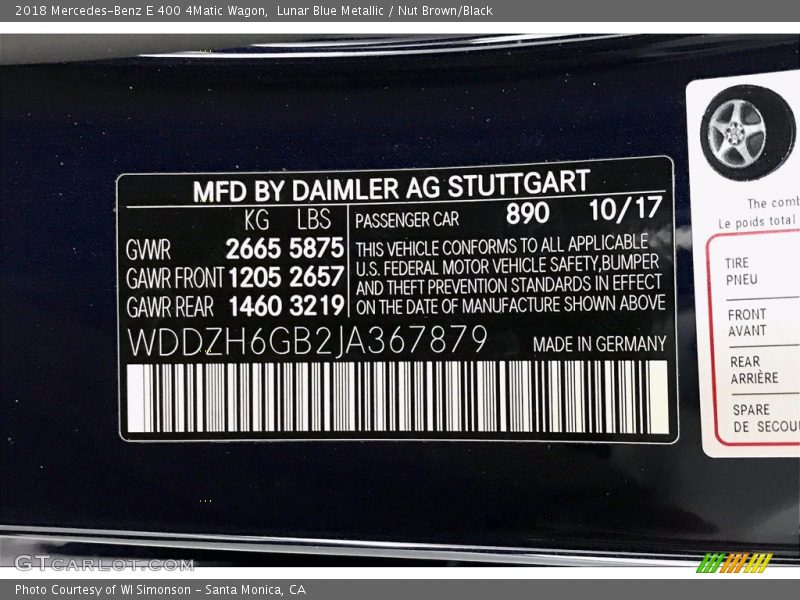 2018 Mercedes-Benz E 400 4Matic Wagon,  Lunar Blue Metallic / Nut Brown/Black
MFD BY DAIMLER AG STUTTGART
KG LBS
GVWR 2665 5875
GAWR FRONT 1205 2657
GAWR REAR 1460 3219
PASSENGER CAR 890 10/17
THIS VEHICLE CONFORMS TO ALL APPLICABLE
U.S. FEDERAL MOTOR VEHICLE SAFETY,BUMPER
AND THEFT PREVENTION STANDARDS IN EFFECT
ON THE DATE OF MANUFACTURE SHOWN ABOVE
WDDZH6GB2JA367879
MADE IN GERMANY
The comb
Le poids total
TIRE
PNEU
FRONT
AVANT
REAR
ARRIÈRE
SPARE
DE SECOU
GTCARLOT.COM
Photo Courtesy of WI Simonson - Santa Monica, CA